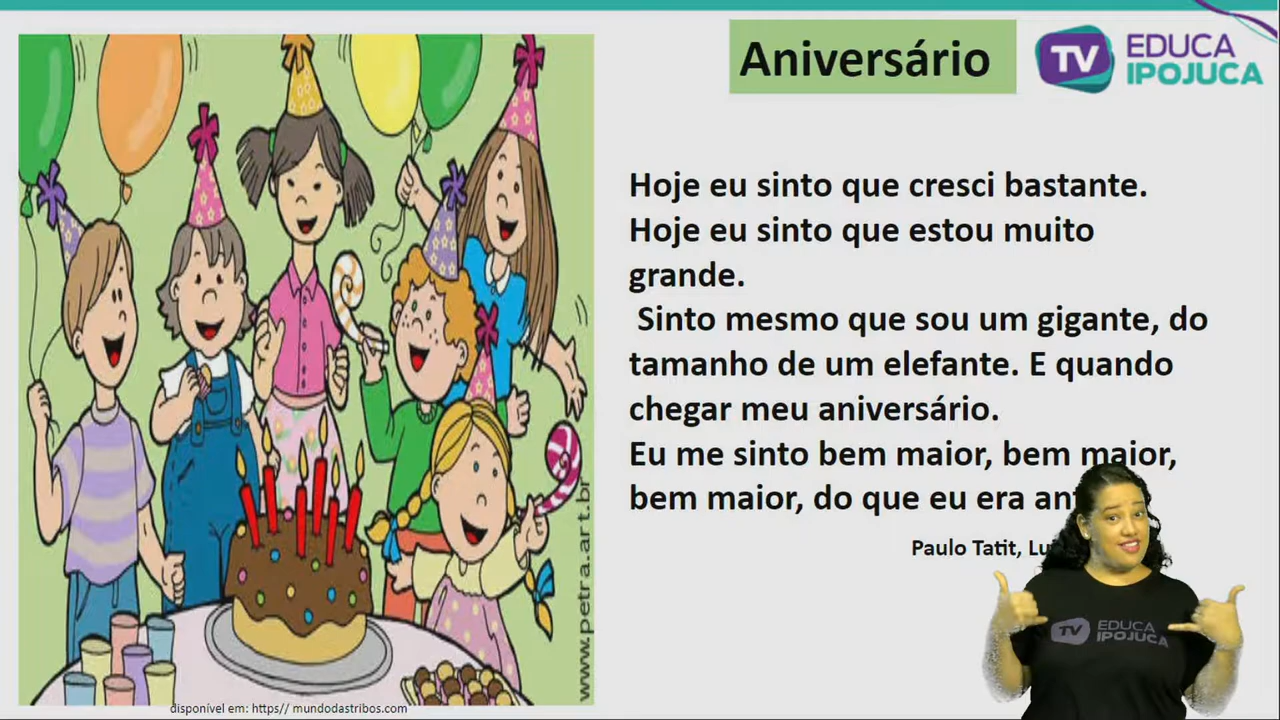 Aniversário
TV EDUCA
IPOJUCA
Hoje eu sinto que cresci bastante.
Hoje eu sinto que estou muito
grande.
Sinto mesmo que sou um gigante, do
tamanho de um elefante. E quando
chegar meu aniversário.
Eu me sinto bem maior, bem maior,
bem maior, do que eu era
Paulo Tatit,
TV EDUCA
IPOJUCA
www.petra.art.br
disponível em: https// mundodastribos.com